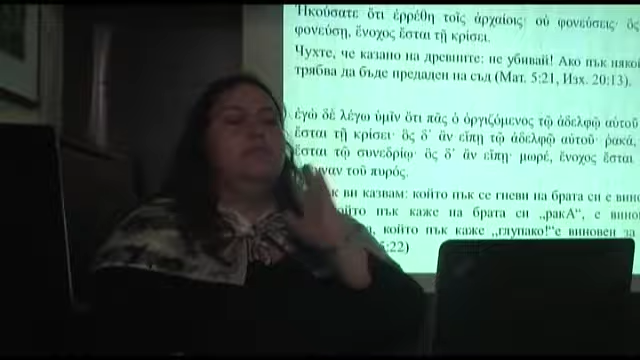 Ἠκούσατε ὅτι ἐρρέθη τοῖς ἀρχαίοις· οὐ φονεύσεις· ὃς
φονεύσῃ, ἔνοχος ἔσται τῇ κρίσει.
Чухте, че казано на древните: не убивай! Ако пък няко
трябва да бъде предаден на съд (Мат. 5:21, Изх. 20:13).
ἐγὼ δὲ λέγω ὑμῖν ὅτι πᾶς ὁ ὀργιζόμενος τῷ ἀδελφῷ αὐτοῦ
ἔσται τῇ κρίσει· ὃς δ᾽ ἂν εἴπῃ τῷ ἀδελφῷ αὐτοῦ· ῥακά,
ἔσται τῷ συνεδρίῳ· ὃς δ᾽ ἂν εἴπῃ· μωρέ, ἔνοχος ἔσται
τοῦ πυρός.
ви казвам: който пък се гневи на брата си е вино
пък каже на брата си „ракА“, е винов
който пък каже „глупако!“е виновен за
5:22)